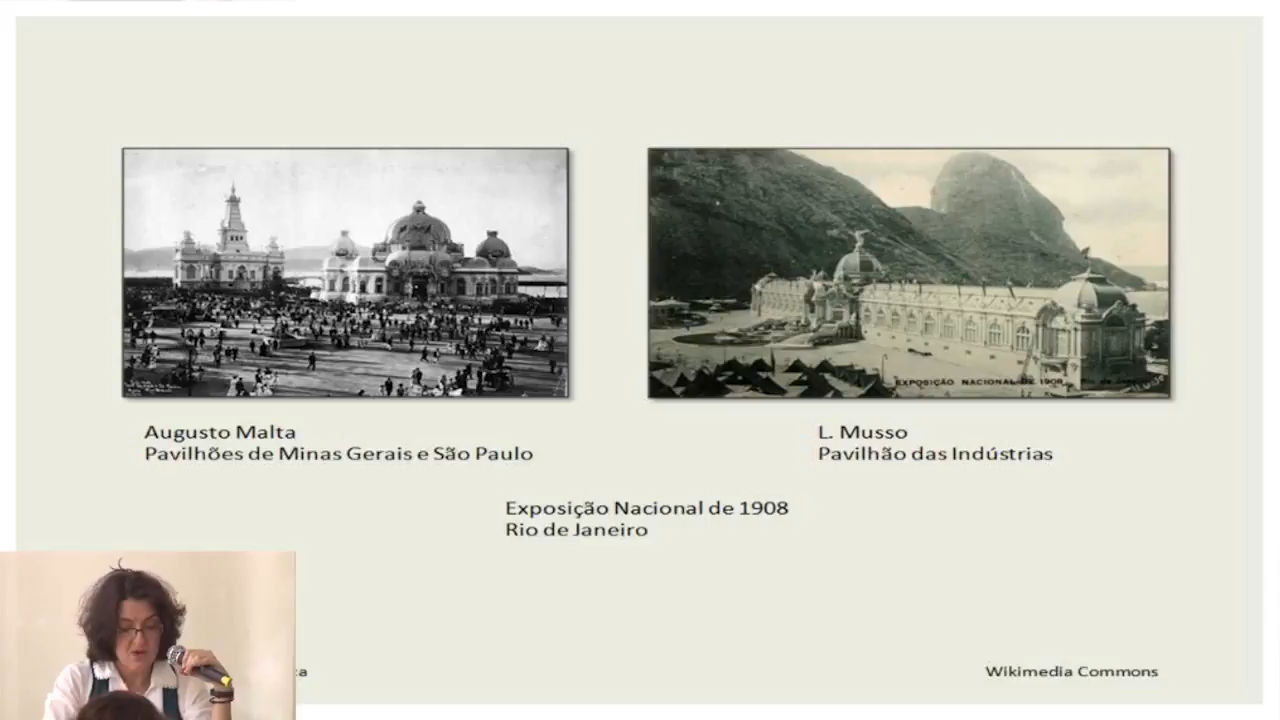 EXPOSIÇÃO NACIONAL DE 1908
Augusto Malta
Pavilhões de Minas Gerais e São Paulo
L. Musso
Pavilhão das Indústrias
Exposição Nacional de 1908
Rio de Janeiro
Wikimedia Commons